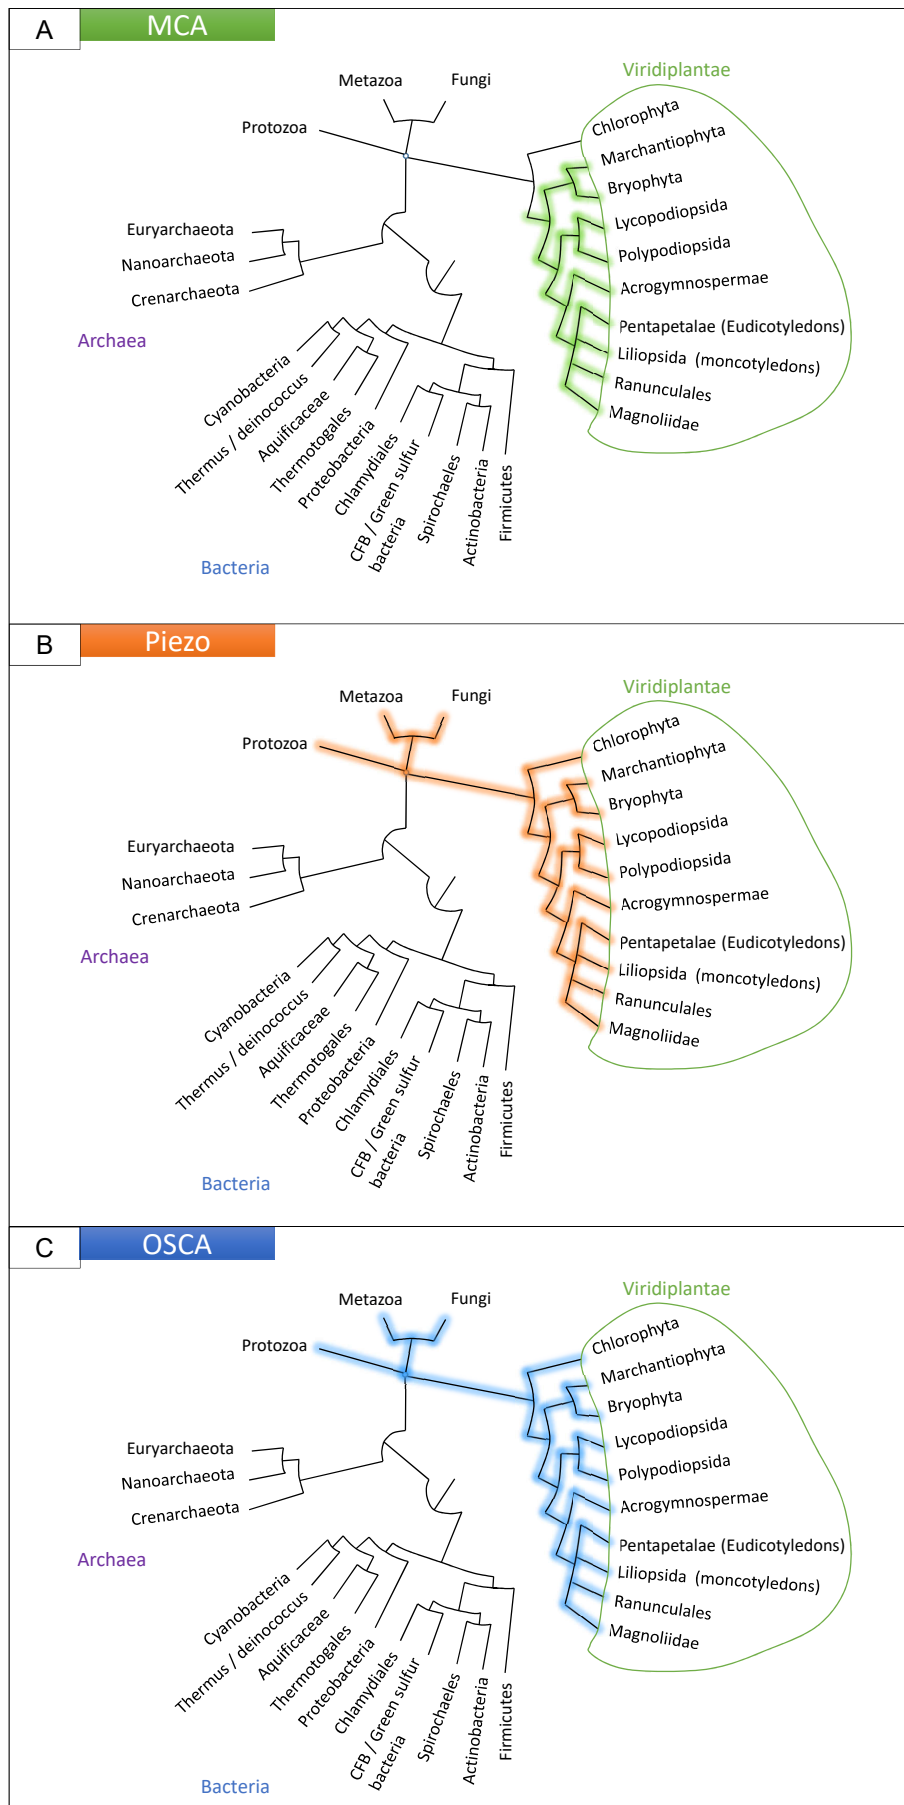 A
MCA
Viridiplantae
Metazoa
Fungi
Protozoa
Chlorophyta
Marchantiophyta
Bryophyta
Lycopodiopsida
Polypodiopsida
Acrogymnospermae
Pentapetalae (Eudicotyledons)
Liliopsida (moncotyledons)
Ranunculales
Magnoliidae
Euryarchaeota
Nanoarchaeota
Crenarchaeota
Archaea
Cyanobacteria
Thermus / deinococcus
Aquificaceae
Thermotogales
Proteobacteria
Chlamydiales
CFB / Green sulfur
bacteria
Spirochaeles
Actinobacteria
Firmicutes
Bacteria
B
Piezo
Viridiplantae
Metazoa
Fungi
Protozoa
Chlorophyta
Marchantiophyta
Bryophyta
Lycopodiopsida
Polypodiopsida
Acrogymnospermae
Pentapetalae (Eudicotyledons)
Liliopsida (moncotyledons)
Ranunculales
Magnoliidae
Euryarchaeota
Nanoarchaeota
Crenarchaeota
Archaea
Cyanobacteria
Thermus / deinococcus
Aquificaceae
Thermotogales
Proteobacteria
Chlamydiales
CFB / Green sulfur
bacteria
Spirochaeles
Actinobacteria
Firmicutes
Bacteria
C
OSCA
Viridiplantae
Metazoa
Fungi
Protozoa
Chlorophyta
Marchantiophyta
Bryophyta
Lycopodiopsida
Polypodiopsida
Acrogymnospermae
Pentapetalae (Eudicotyledons)
Liliopsida (moncotyledons)
Ranunculales
Magnoliidae
Euryarchaeota
Nanoarchaeota
Crenarchaeota
Archaea
Cyanobacteria
Thermus / deinococcus
Aquificaceae
Thermotogales
Proteobacteria
Chlamydiales
CFB / Green sulfur
bacteria
Spirochaeles
Actinobacteria
Firmicutes
Bacteria